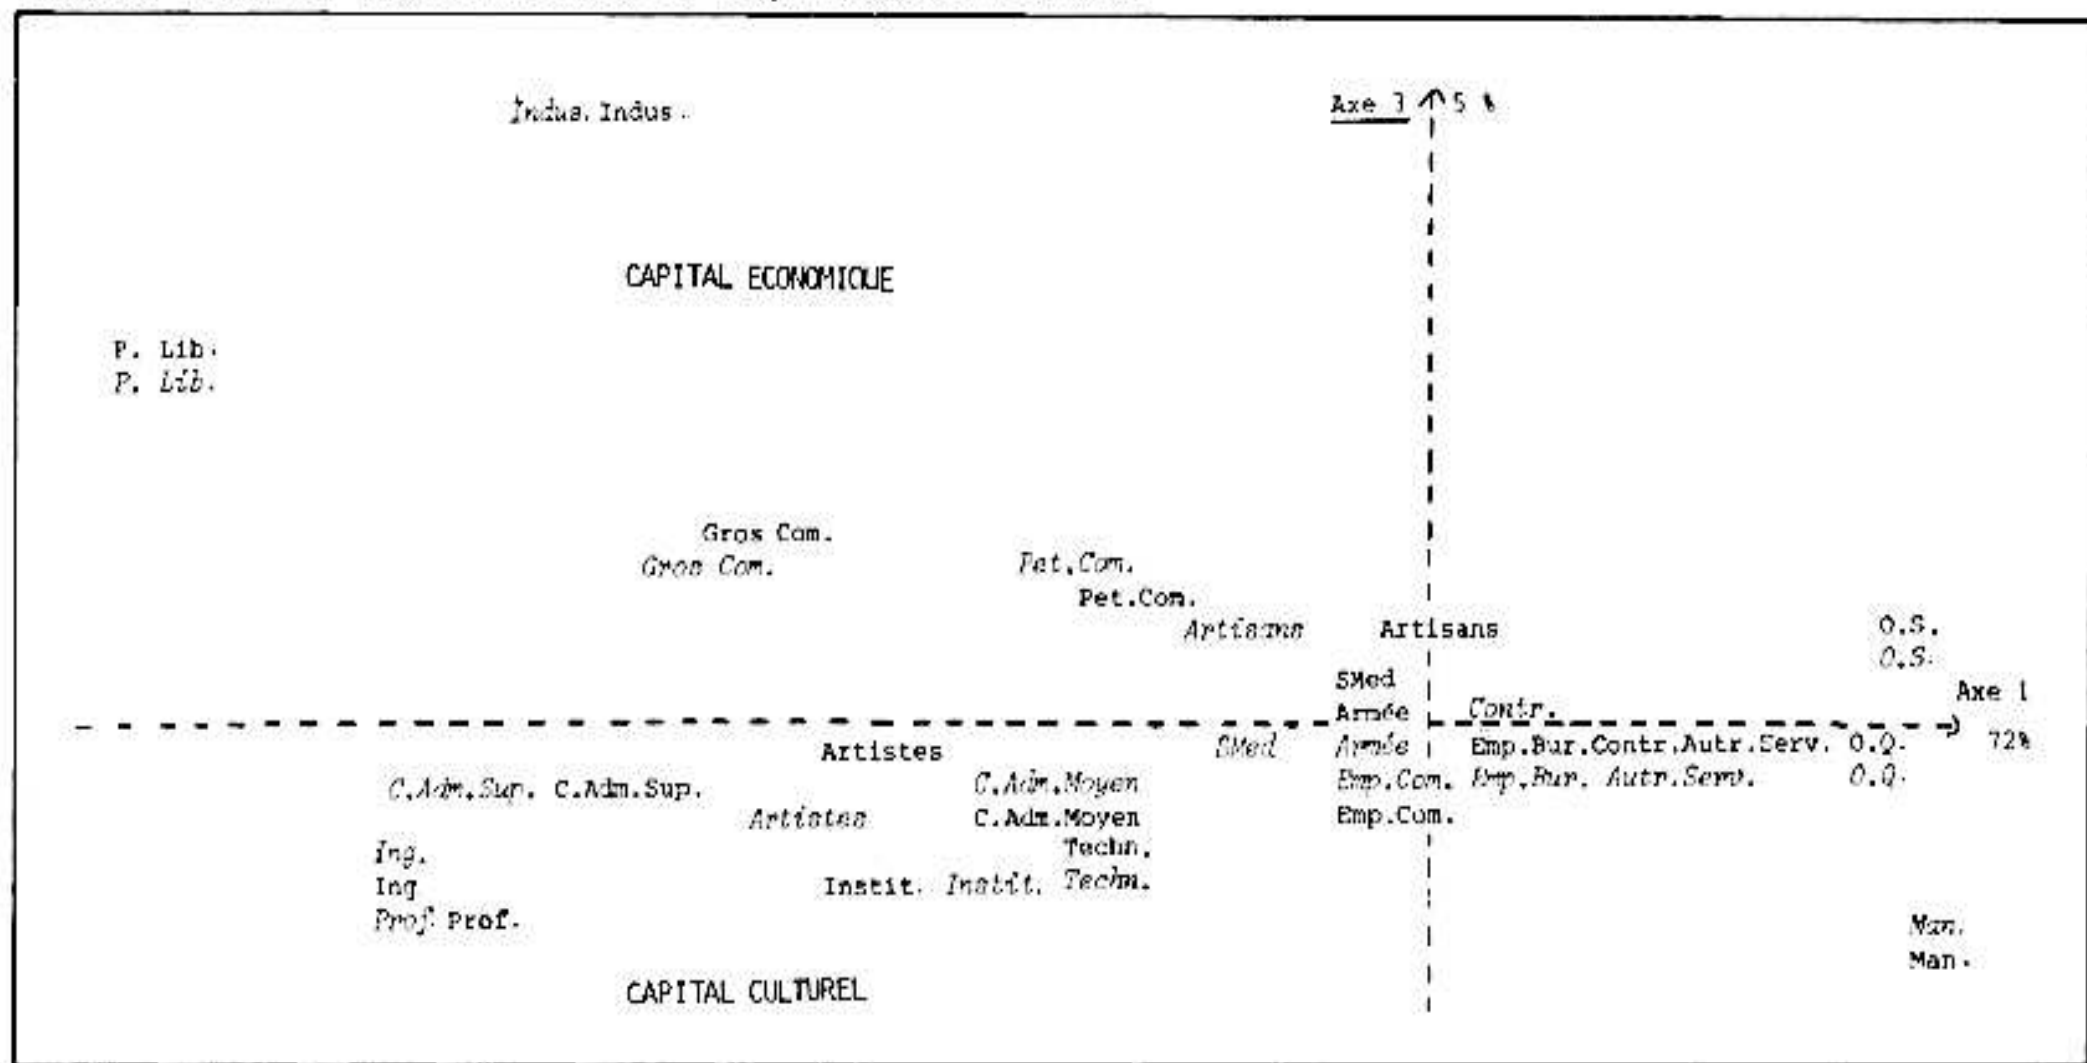 Indus. Indus. Axe 3 5 %
CAPITAL ECONOMIQUE
P. Lib.
P. Lib.
Gros Com.
Gros Com. Pet.Com.
Pet.Com.
Artisans Artisans O.S.
O.S.
SMed Axe 1
Armée Contr.
Artistes SMed Armée Emp.Bur.Contr.Autr.Serv. O.Q. 72%
C.Adm.Sup. C.Adm.Sup. C.Adm.Moyen Emp.Com. Emp.Bur. Autr.Serv. O.Q.
Artistes C.Adm.Moyen Emp.Com.
Ing. Techn.
Ing Instit. Instit. Techn.
Prof. Prof. Man.
Man.
CAPITAL CULTUREL